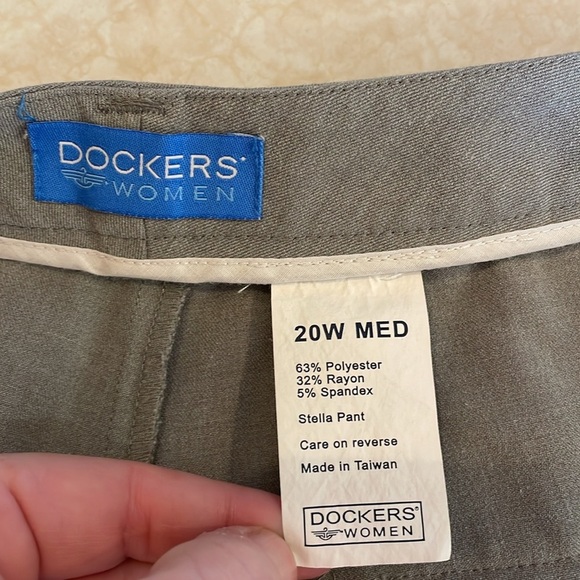 DOCKERS®
WOMEN
20W MED
63% Polyester
32% Rayon
5% Spandex
Stella Pant
Care on reverse
Made in Taiwan
DOCKERS®
WOMEN